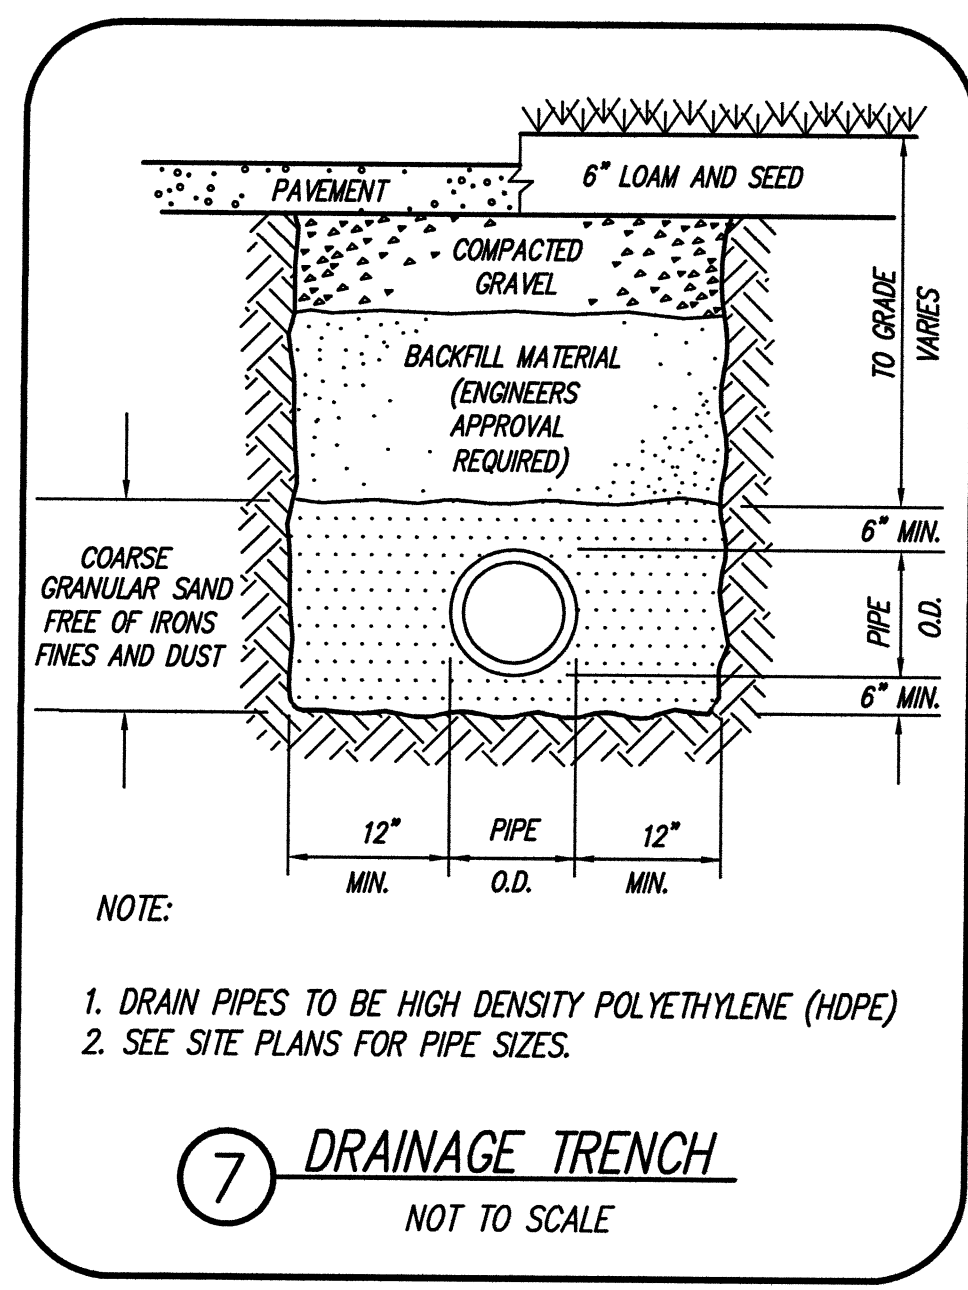 PAVEMENT
6" LOAM AND SEED
COMPACTED
GRAVEL
TO GRADE
VARIES
BACKFILL MATERIAL
(ENGINEERS
APPROVAL
REQUIRED)
6" MIN.
COARSE
GRANULAR SAND
FREE OF IRONS
FINES AND DUST
PIPE
O.D.
6" MIN.
12"
MIN.
PIPE
O.D.
12"
MIN.
NOTE:
1. DRAIN PIPES TO BE HIGH DENSITY POLYETHYLENE (HDPE)
2. SEE SITE PLANS FOR PIPE SIZES.
7
DRAINAGE TRENCH
NOT TO SCALE